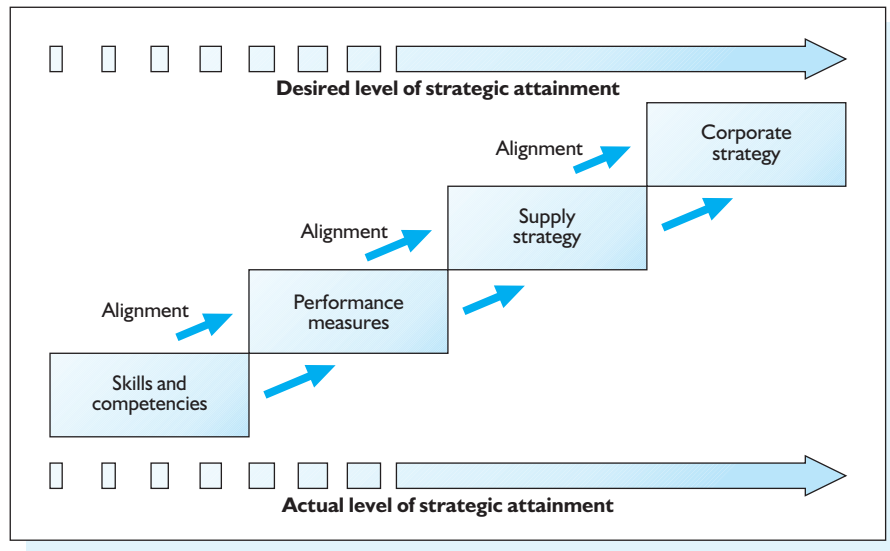 Desired level of strategic attainment
Corporate
strategy
Alignment
Supply
strategy
Alignment
Performance
measures
Alignment
Skills and
competencies
Actual level of strategic attainment